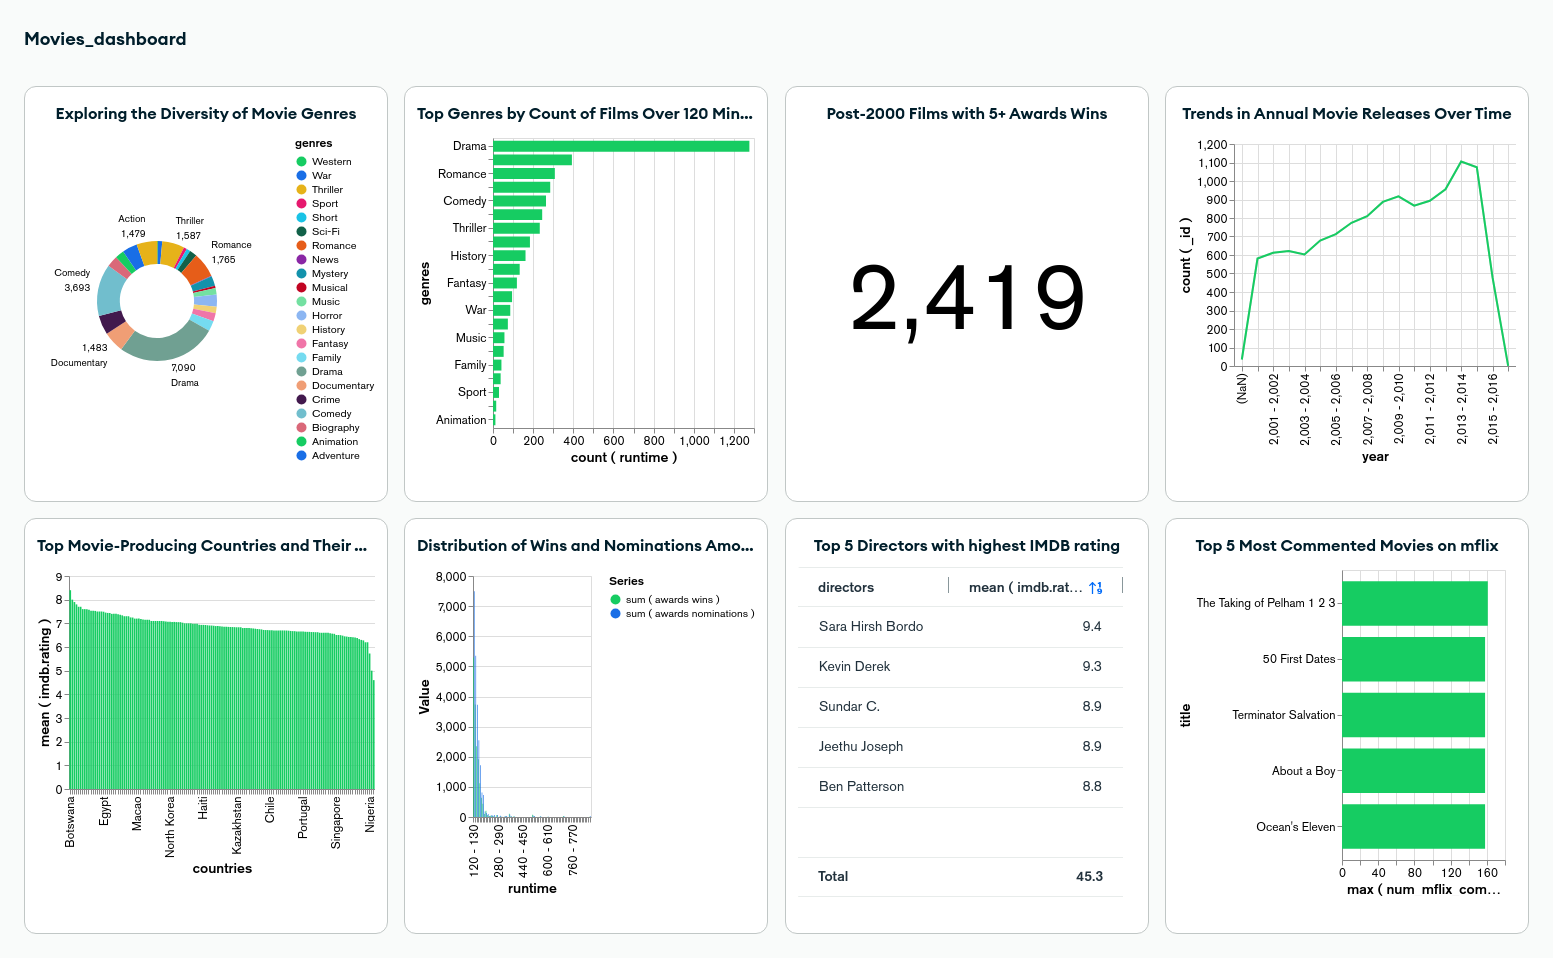 Movies_dashboard
Exploring the Diversity of Movie Genres
genres
Western
War
Thriller
Sport
Short
Sci-Fi
Romance
News
Mystery
Musical
Music
Horror
History
Fantasy
Family
Drama
Documentary
Crime
Comedy
Biography
Animation
Adventure
Action
1,479
Thriller
1,587
Romance
1,765
Comedy
3,693
1,483
Documentary
7,090
Drama
Top Genres by Count of Films Over 120 Min...
genres
Drama
Romance
Comedy
Thriller
History
Fantasy
War
Music
Family
Sport
Animation
0 200 400 600 800 1,000 1,200
count ( runtime )
Post-2000 Films with 5+ Awards Wins
2,419
Trends in Annual Movie Releases Over Time
count ( _id )
1,200
1,100
1,000
900
800
700
600
500
400
300
200
100
0
(NaN)
2,001 - 2,002
2,003 - 2,004
2,005 - 2,006
2,007 - 2,008
2,009 - 2,010
2,011 - 2,012
2,013 - 2,014
2,015 - 2,016
year
Top Movie-Producing Countries and Their ...
mean ( imdb.rating )
9
8
7
6
5
4
3
2
1
0
Botswana
Egypt
Macao
North Korea
Haiti
Kazakhstan
Chile
Portugal
Singapore
Nigeria
countries
Distribution of Wins and Nominations Amo...
Value
8,000
7,000
6,000
5,000
4,000
3,000
2,000
1,000
0
120 - 130
280 - 290
440 - 450
600 - 610
760 - 770
runtime
Series
sum ( awards wins )
sum ( awards nominations )
Top 5 Directors with highest IMDB rating
directors mean ( imdb.rat...
Sara Hirsh Bordo 9.4
Kevin Derek 9.3
Sundar C. 8.9
Jeethu Joseph 8.9
Ben Patterson 8.8
Total 45.3
Top 5 Most Commented Movies on mflix
title
The Taking of Pelham 1 2 3
50 First Dates
Terminator Salvation
About a Boy
Ocean's Eleven
0 40 80 120 160
max ( num mflix com...